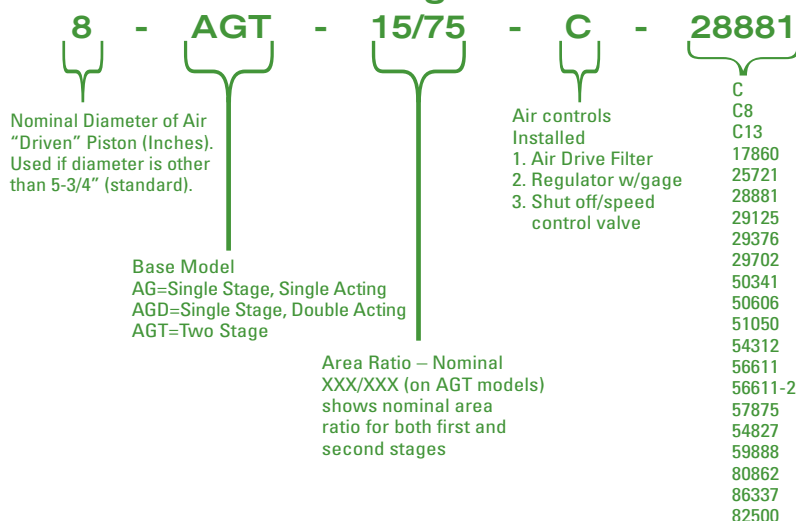 8 - AGT - 15/75 - C - 28881
Nominal Diameter of Air
“Driven” Piston (Inches).
Used if diameter is other
than 5-3/4” (standard).
Base Model
AG=Single Stage, Single Acting
AGD=Single Stage, Double Acting
AGT=Two Stage
Area Ratio – Nominal
XXX/XXX (on AGT models)
shows nominal area
ratio for both first and
second stages
Air controls
Installed
1. Air Drive Filter
2. Regulator w/gage
3. Shut off/speed
control valve
C
C8
C13
17860
25721
28881
29125
29376
29702
50341
50606
51050
54312
56611
56611-2
57875
54827
59888
80862
86337
82500